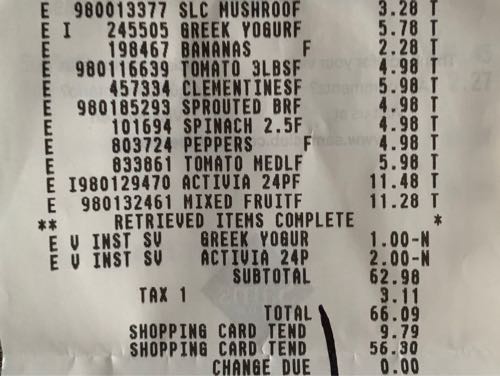 E 980013377 SLC MUSHROOF 3.28 T
E I 245505 GREEK YOGURF 5.78 T
E 198467 BANANAS F 2.28 T
E 980116639 TOMATO 3LBSF 4.98 T
E 457334 CLEMENTINESF 5.98 T
E 980185293 SPROUTED BRF 4.98 T
E 101694 SPINACH 2.5F 4.98 T
E 803724 PEPPERS F 4.98 T
E 833861 TOMATO MEDLF 5.98 T
E I980129470 ACTIVIA 24PF 11.48 T
E 980132461 MIXED FRUITF 11.28 T
** RETRIEVED ITEMS COMPLETE *
E V INST SV GREEK YOGUR 1.00-N
E V INST SV ACTIVIA 24P 2.00-N
SUBTOTAL 62.98
TAX 1 3.11
TOTAL 66.09
SHOPPING CARD TEND 9.79
SHOPPING CARD TEND 56.30
CHANGE DUE 0.00